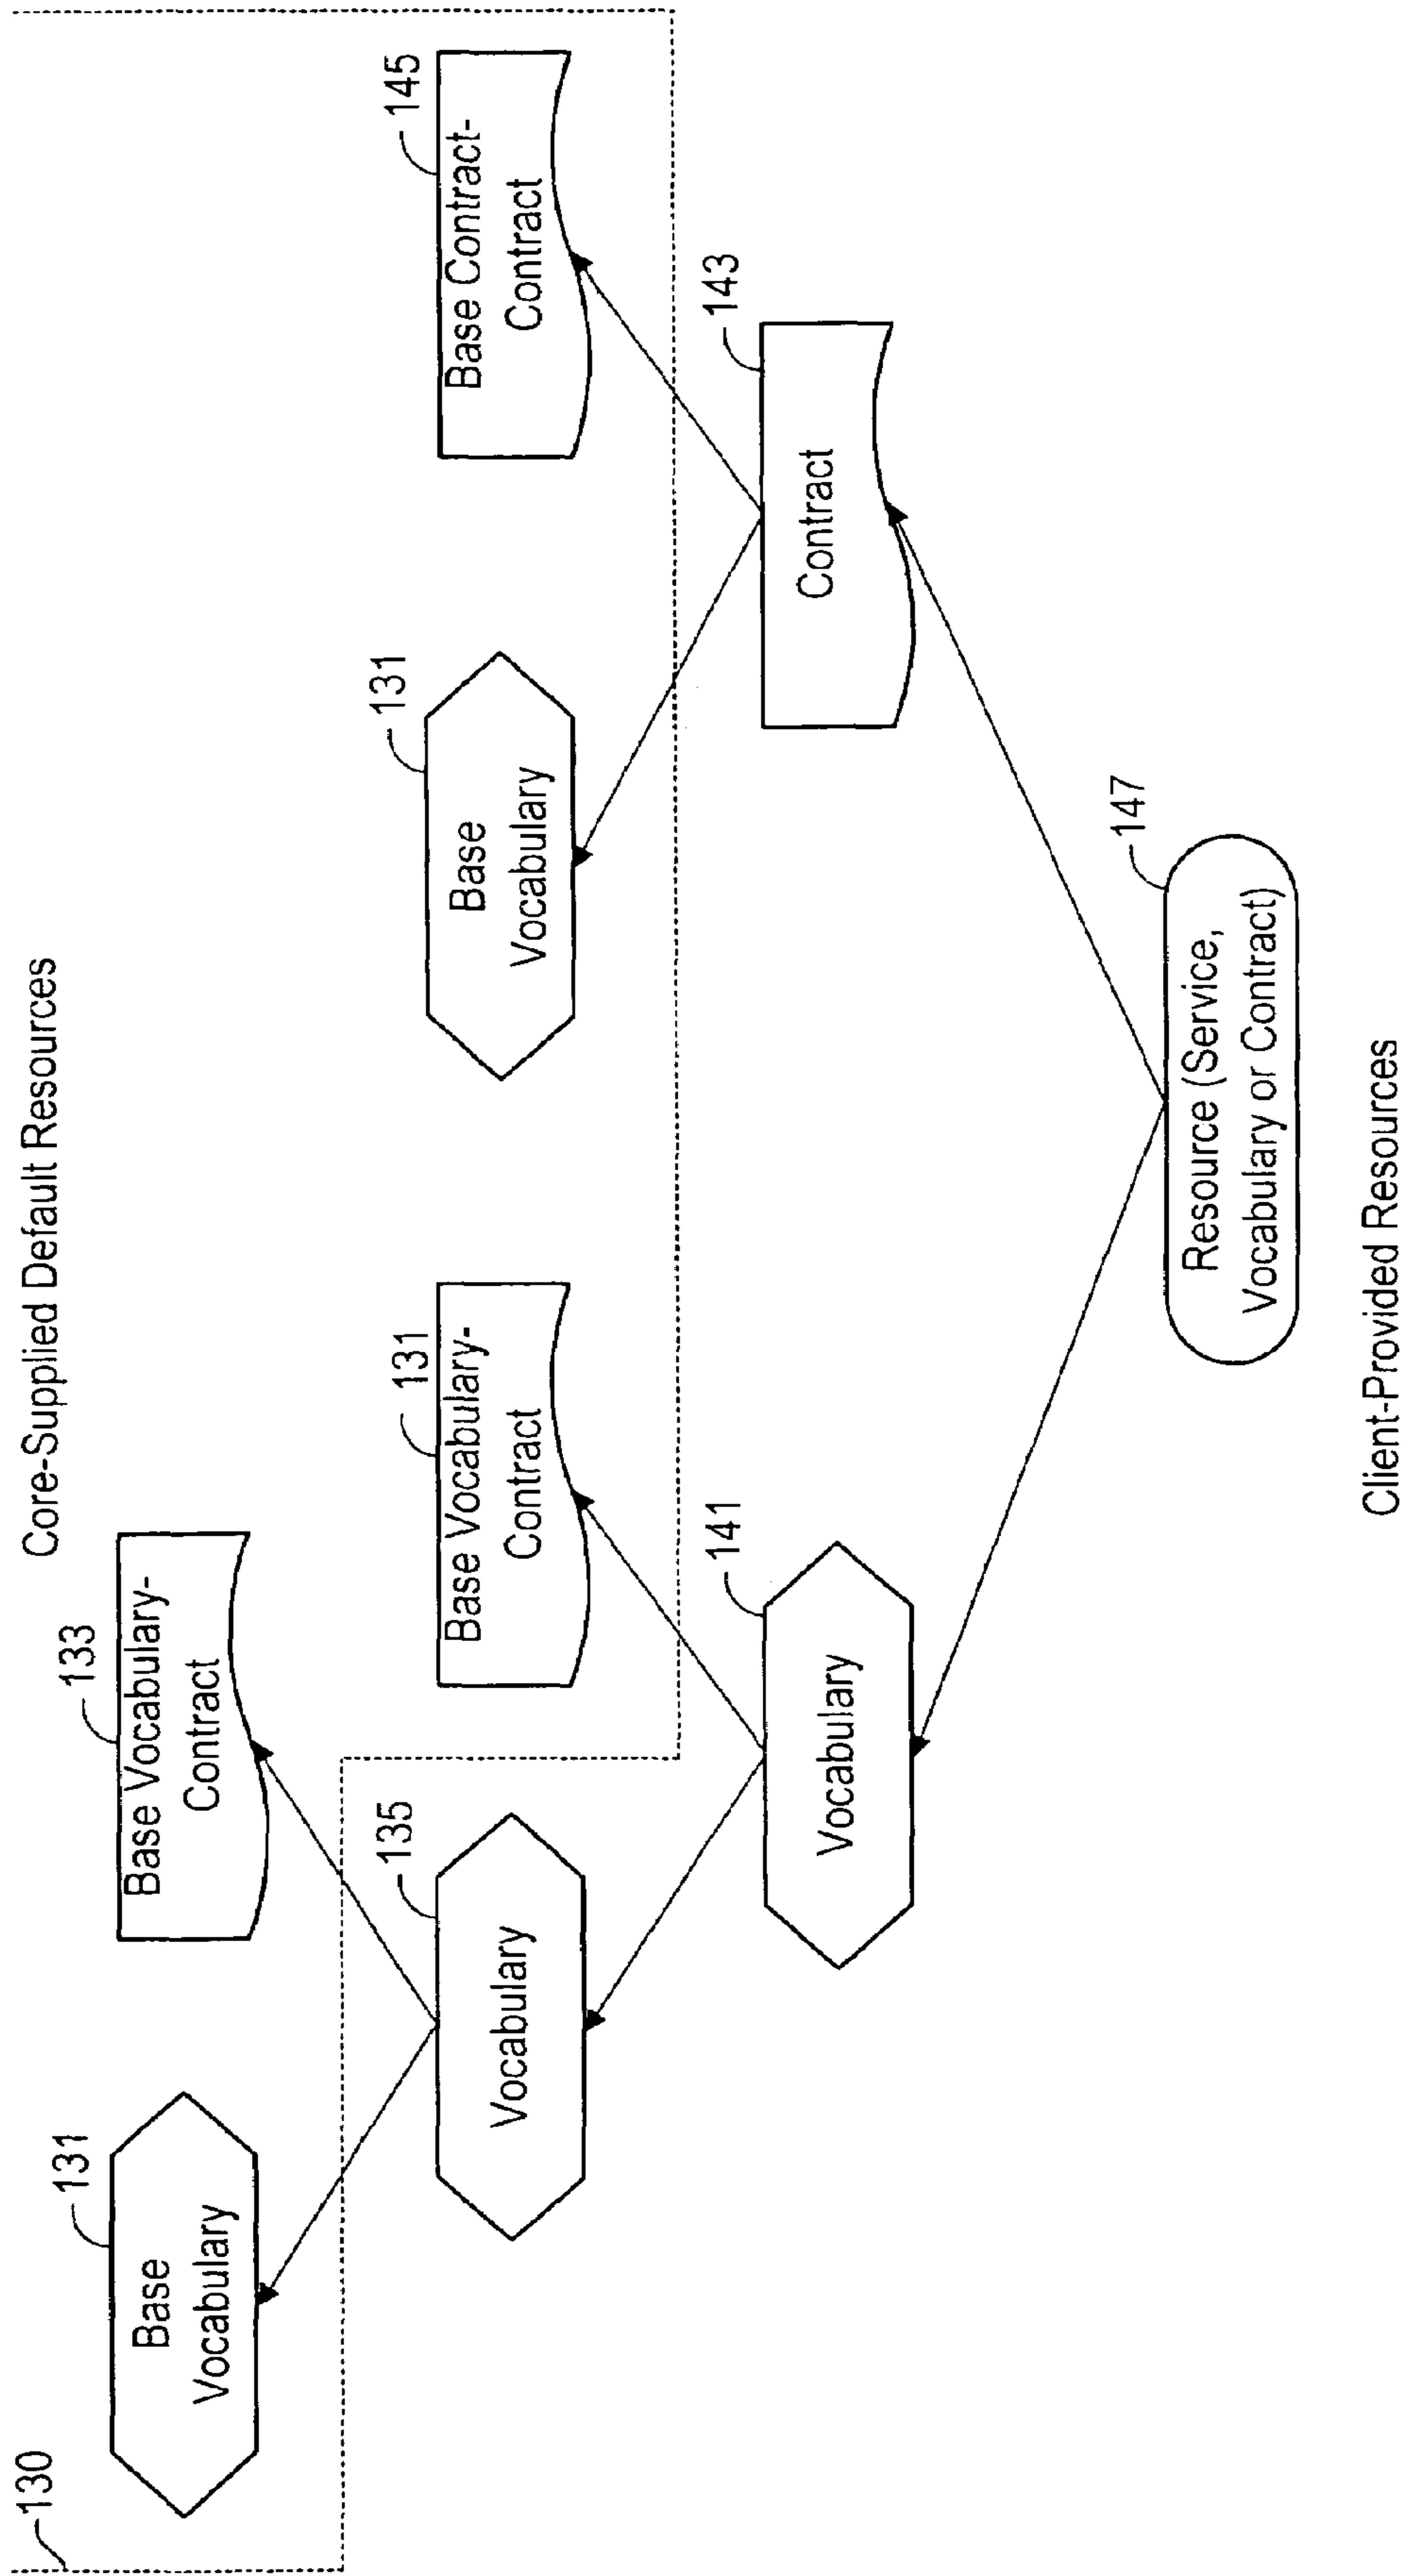 Core-Supplied Default Resources
130
131
Base
Vocabulary
133
Base Vocabulary-
Contract
135
Vocabulary
131
Base Vocabulary-
Contract
131
Base
Vocabulary
145
Base Contract-
Contract
141
Vocabulary
143
Contract
147
Resource (Service,
Vocabulary or Contract)
Client-Provided Resources